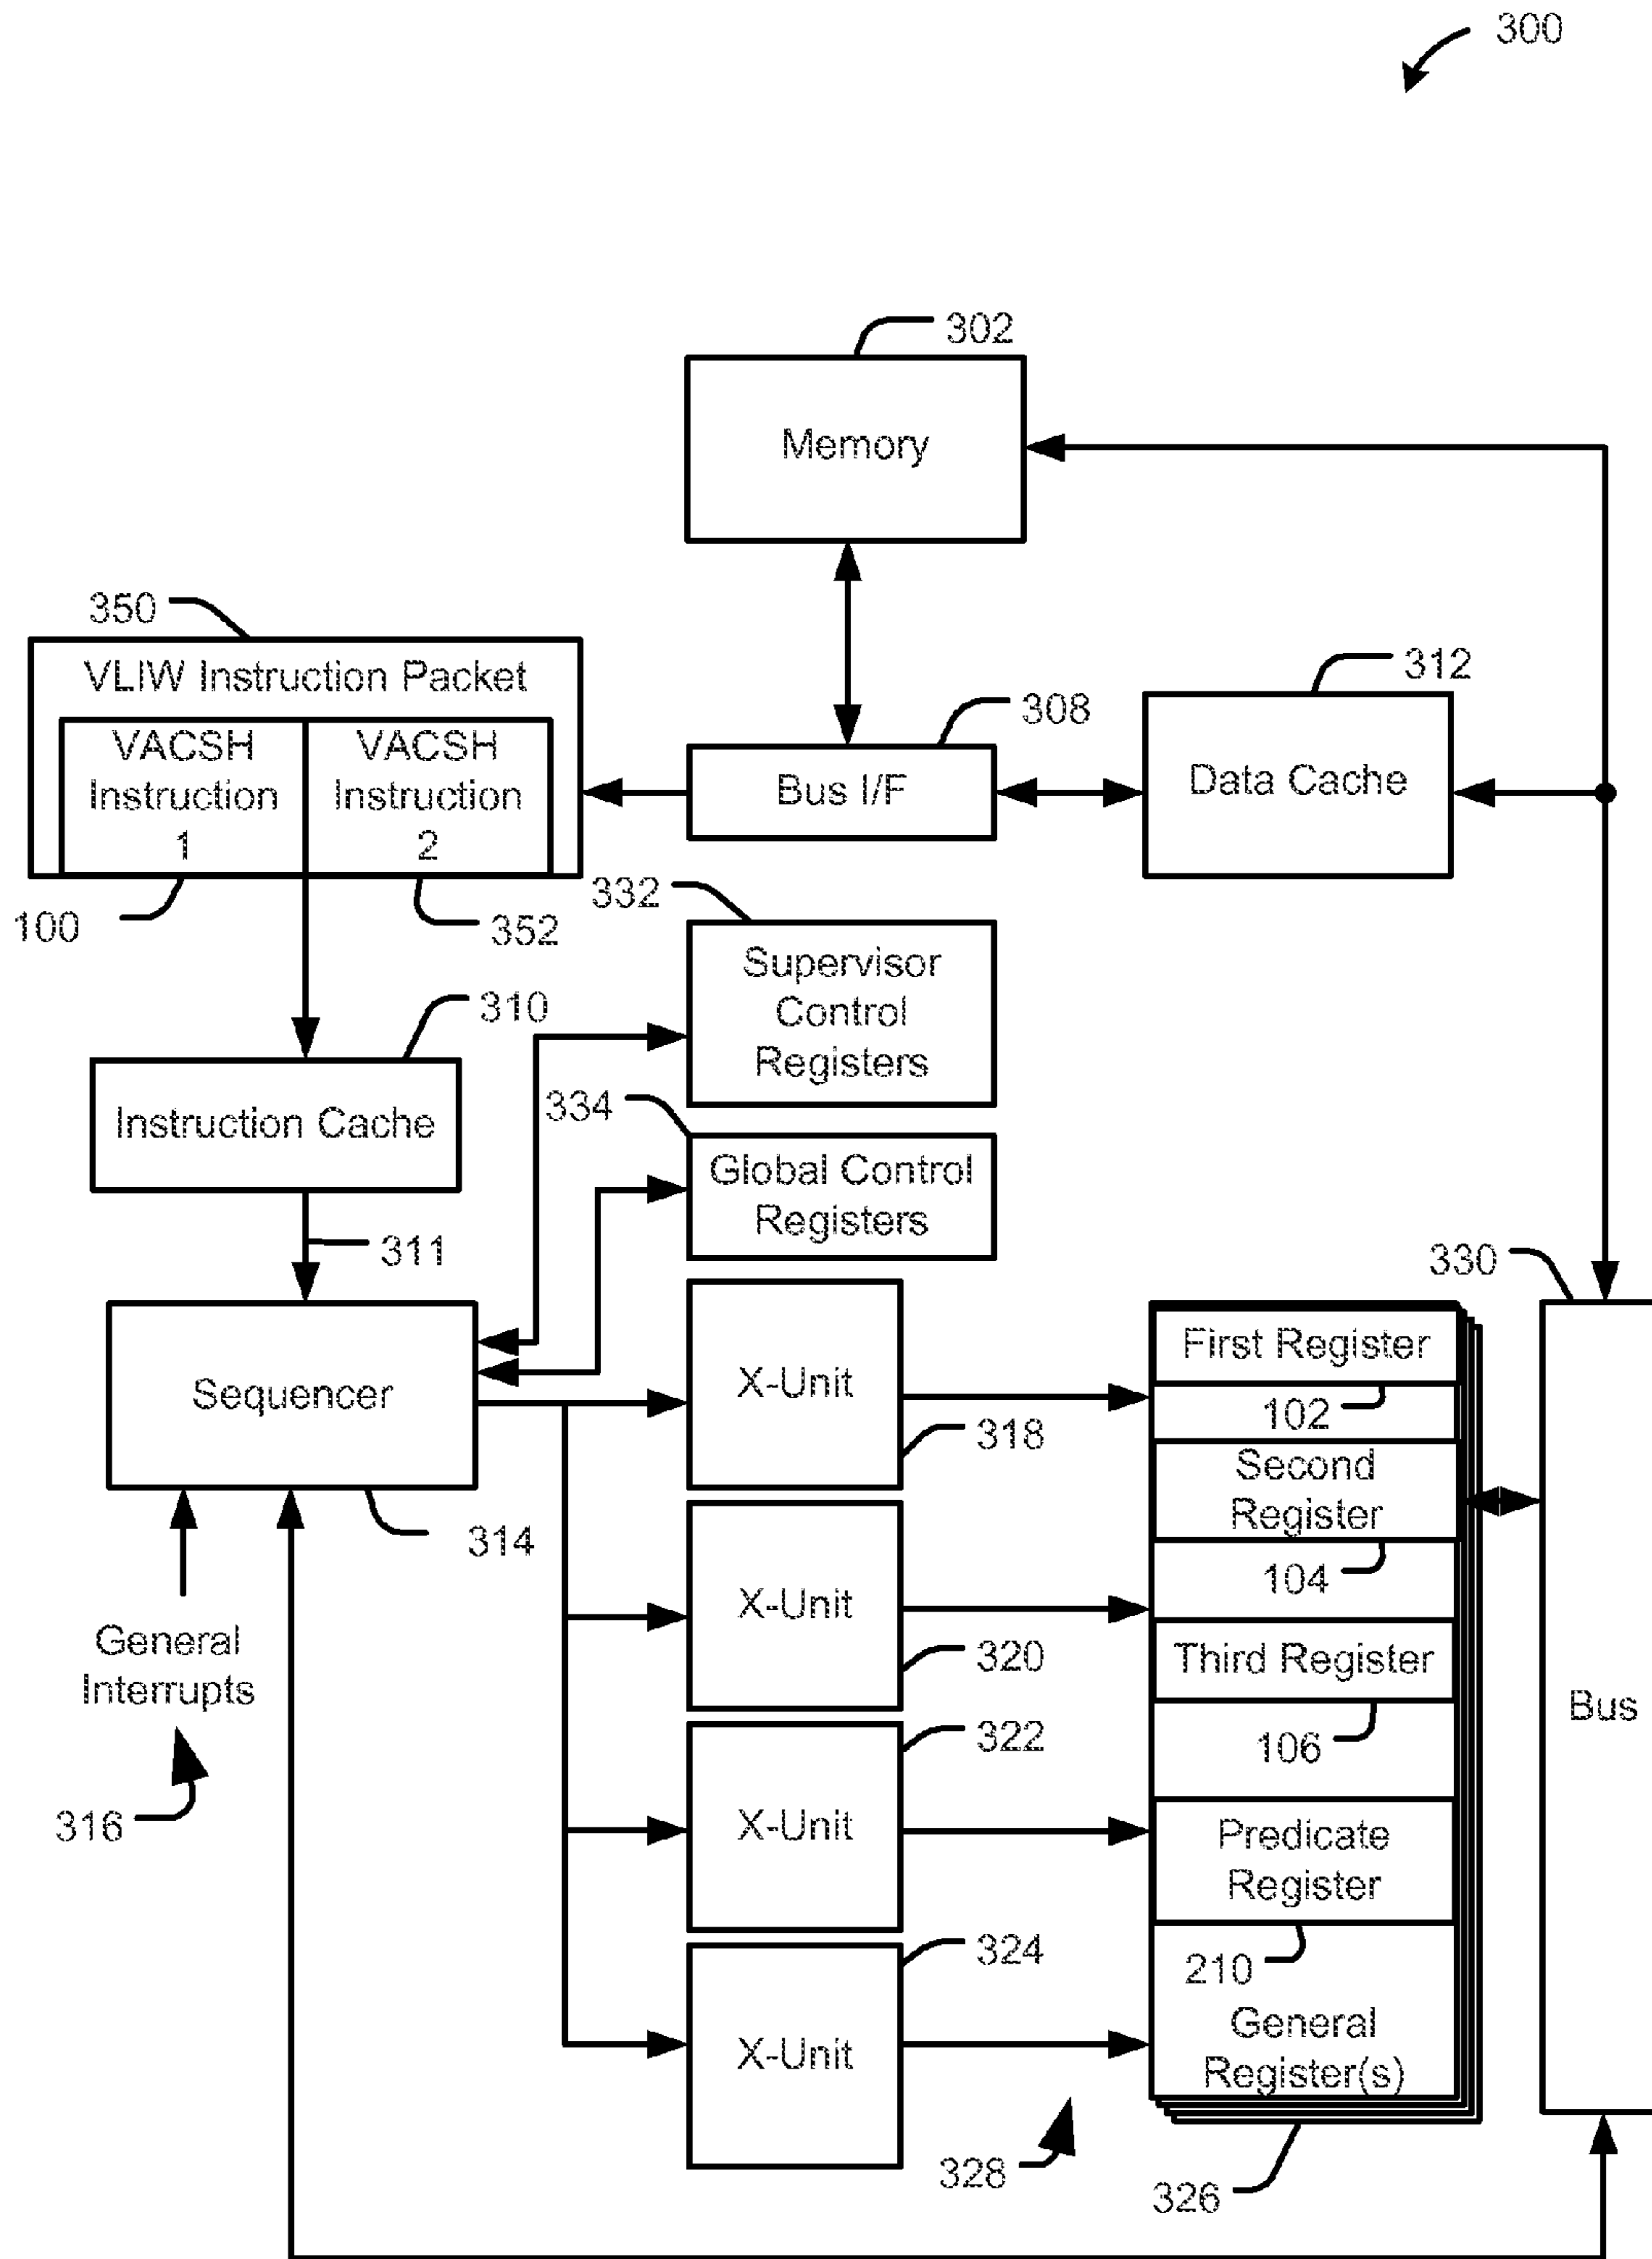 300
302
Memory
350
VLIW Instruction Packet
VACSH
Instruction
1
VACSH
Instruction
2
100
352
308
Bus I/F
312
Data Cache
332
Supervisor
Control
Registers
310
Instruction Cache
334
Global Control
Registers
311
330
Sequencer
314
General
Interrupts
316
X-Unit
318
X-Unit
320
322
X-Unit
324
X-Unit
First Register
102
Second
Register
104
Third Register
106
Predicate
Register
210
General
Register(s)
328
326
Bus